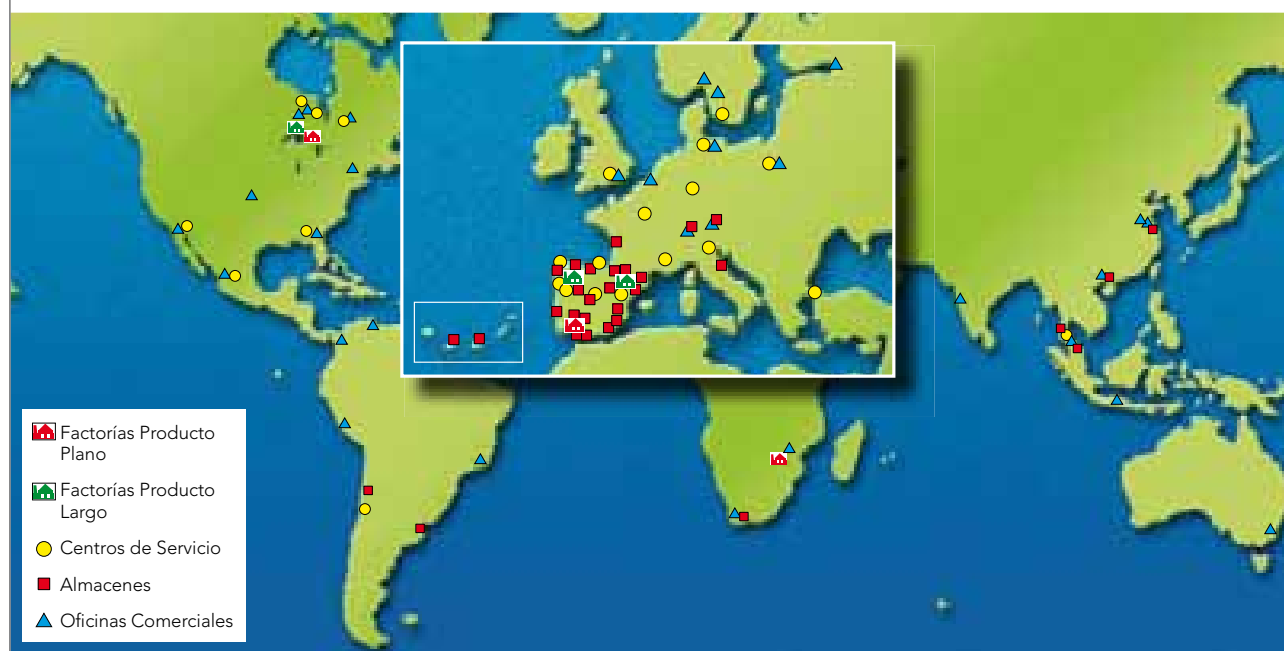 Factorías Producto
Plano
Factorías Producto
Largo
Centros de Servicio
Almacenes
Oficinas Comerciales